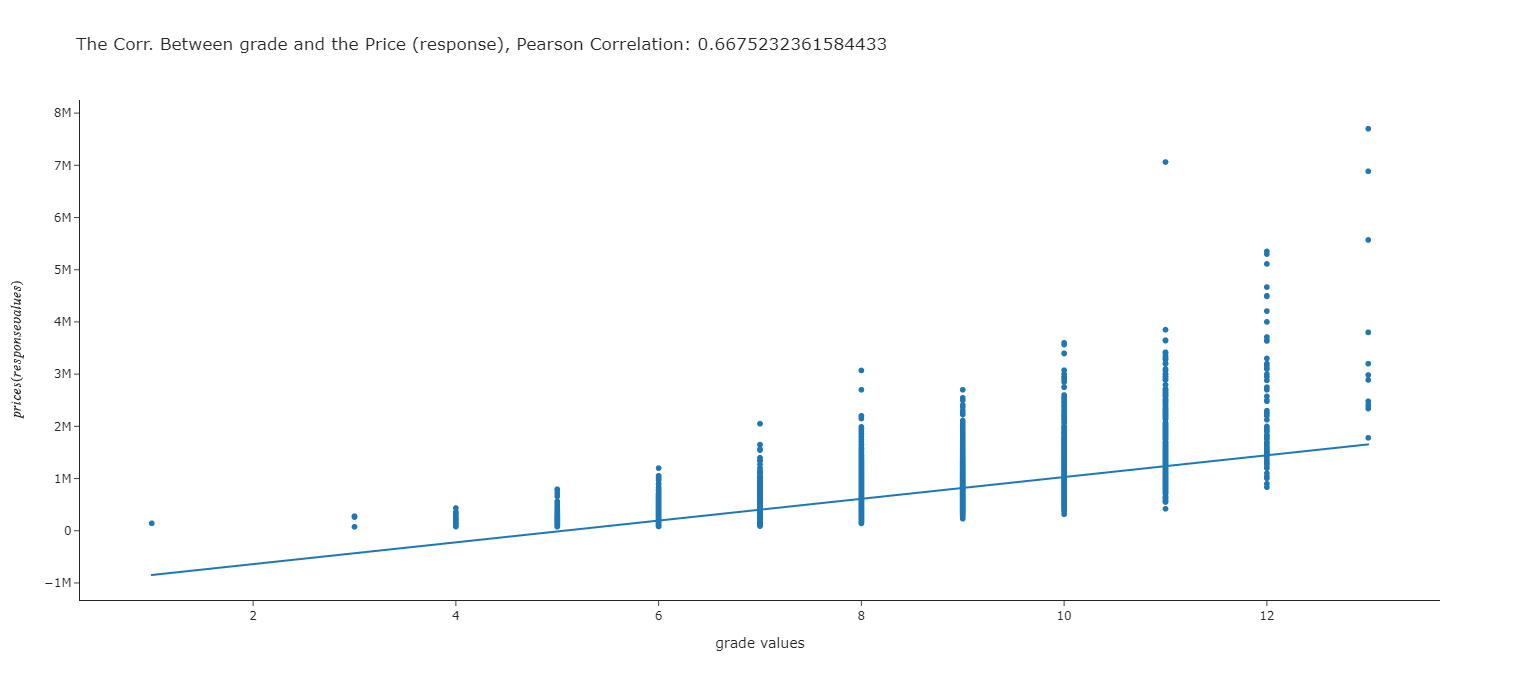 The Corr. Between grade and the Price (response), Pearson Correlation: 0.6675232361584433
8M
7M
6M
5M
4M
3M
2M
1M
0
−1M
prices(responsevalues)
2
4
6
8
10
12
grade values